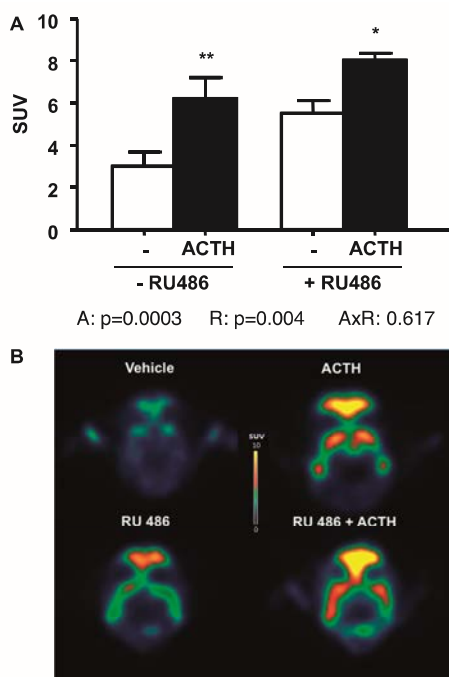 A
10
8
6
4
2
0
SUV
**
*
- ACTH - ACTH
- RU486 + RU486
A: p=0.0003 R: p=0.004 AxR: 0.617
B
Vehicle ACTH
suv
10
0
RU 486 RU 486 + ACTH